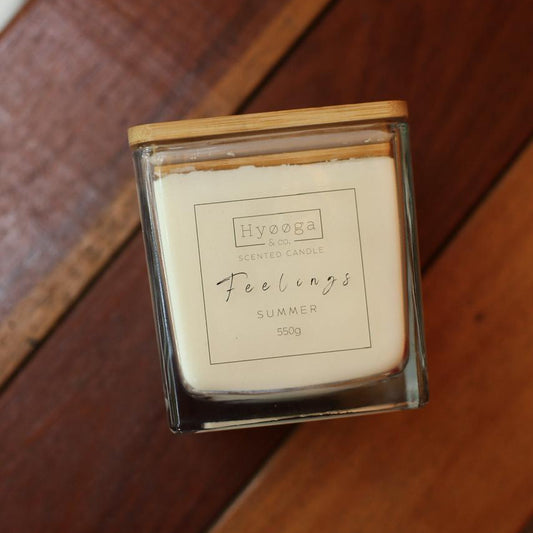 Hyøøga
& co.
SCENTED CANDLE
Feelings
SUMMER
550g